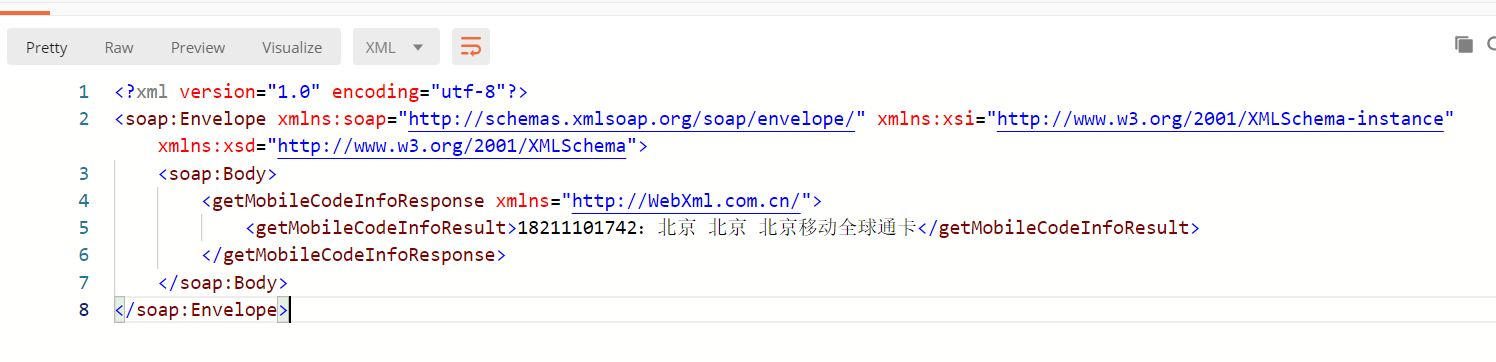 Pretty Raw Preview Visualize XML
1 <?xml version="1.0" encoding="utf-8"?>
2 <soap:Envelope xmlns:soap="http://schemas.xmlsoap.org/soap/envelope/" xmlns:xsi="http://www.w3.org/2001/XMLSchema-instance"
xmlns:xsd="http://www.w3.org/2001/XMLSchema">
3 <soap:Body>
4 <getMobileCodeInfoResponse xmlns="http://WebXml.com.cn/">
5 <getMobileCodeInfoResult>18211101742：北京 北京 北京移动全球通卡</getMobileCodeInfoResult>
6 </getMobileCodeInfoResponse>
7 </soap:Body>
8 </soap:Envelope>